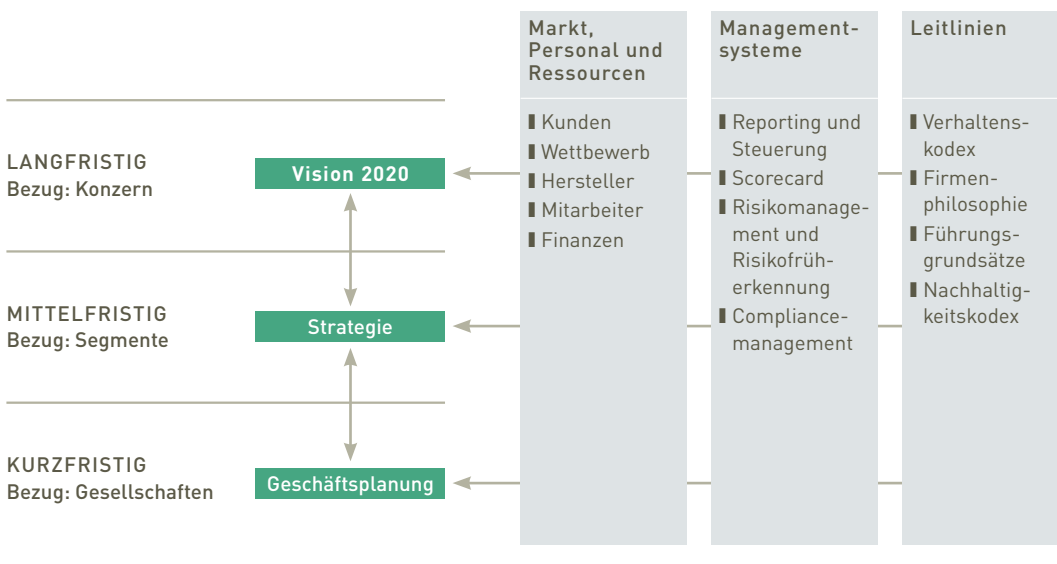 Markt,
Personal und
Ressourcen
Management-
systeme
Leitlinien
LANGFRISTIG
Bezug: Konzern
Vision 2020
MITTELFRISTIG
Bezug: Segmente
Strategie
KURZFRISTIG
Bezug: Gesellschaften
Geschäftsplanung
Kunden
Wettbewerb
Hersteller
Mitarbeiter
Finanzen
Reporting und
Steuerung
Scorecard
Risikomanage-
ment und
Risikofrüh-
erkennung
Compliance-
management
Verhaltens-
kodex
Firmen-
philosophie
Führungs-
grundsätze
Nachhaltig-
keitskodex